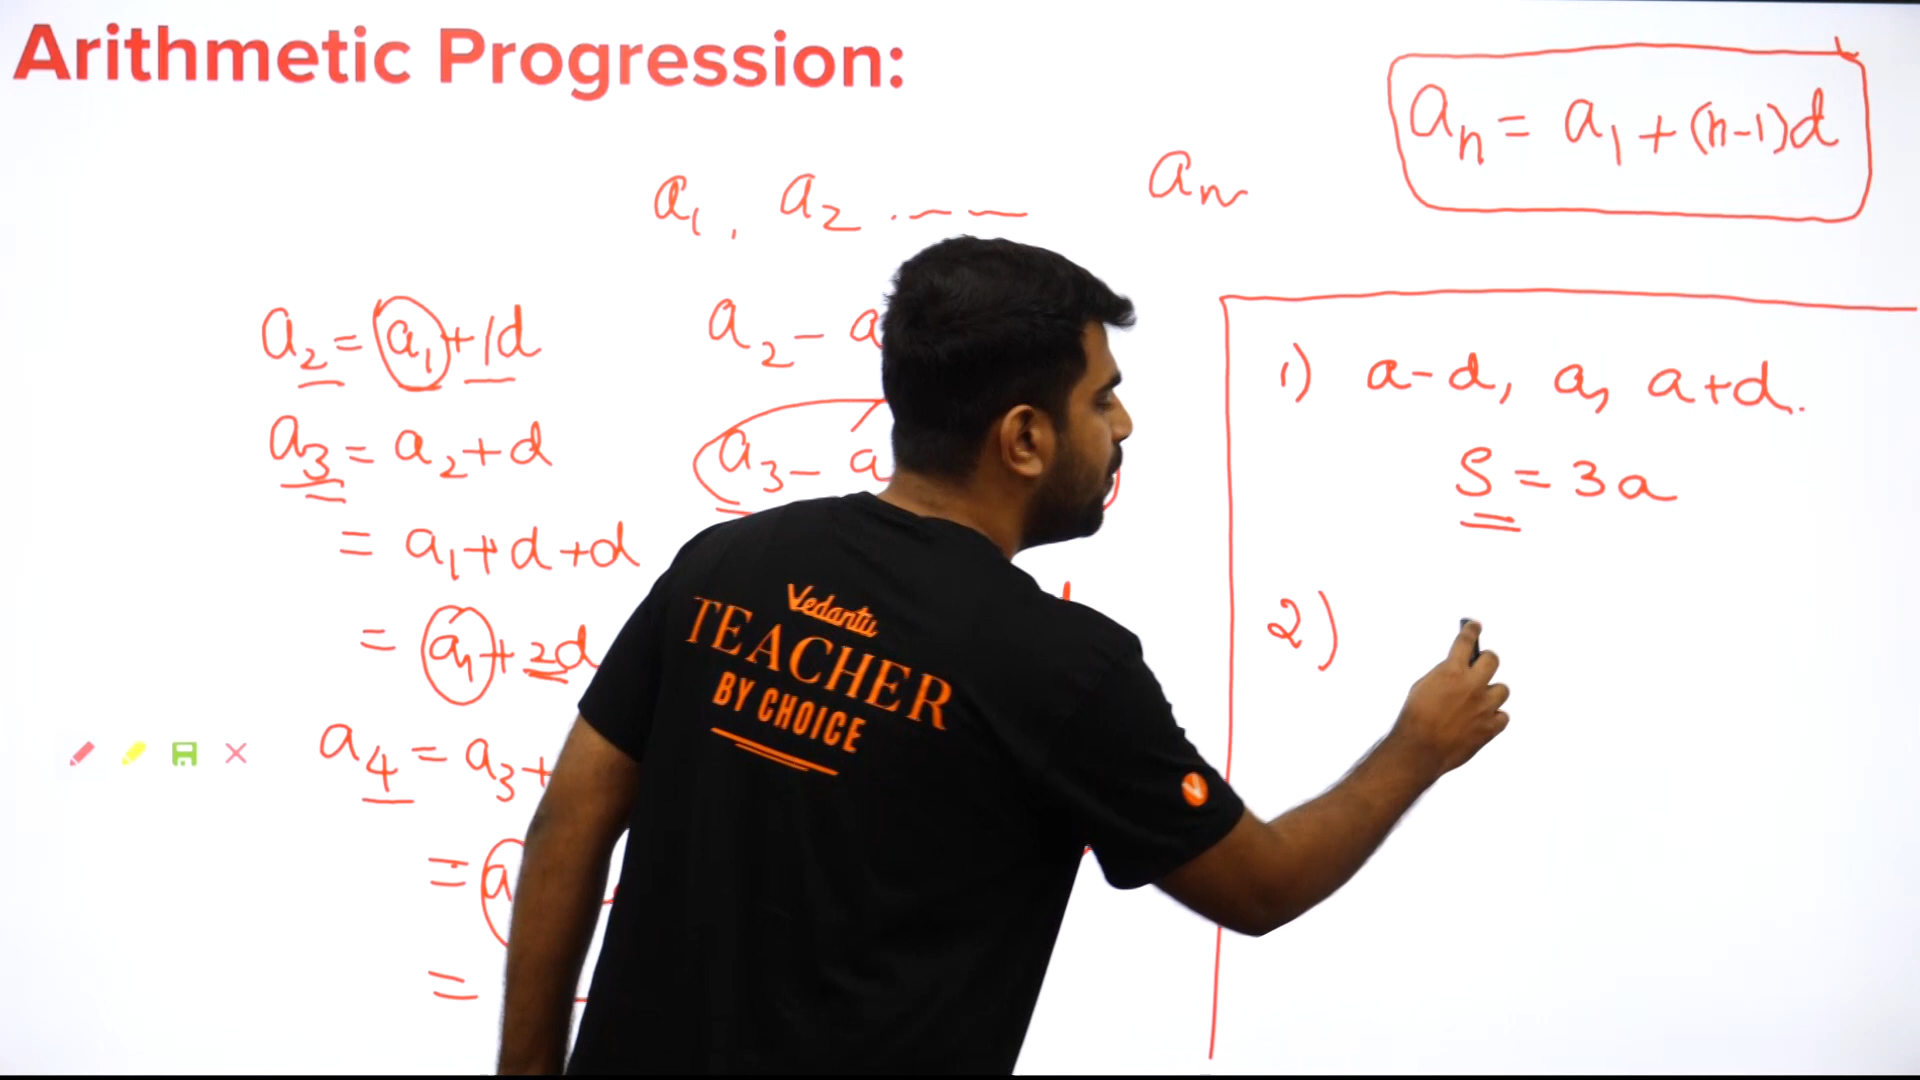 Arithmetic Progression:
aₙ = a₁ + (n-1)d
a₁, a₂ .–– aₙ
a₂ = a₁ + 1d
a₃ = a₂ + d
= a₁ + d + d
= a₁ + 2d
a₄ = a₃ +
= a
=
a₂ - a
a₃ - a
1) a-d, a, a+d.
S = 3a
2)
Vedantu
TEACHER
BY CHOICE